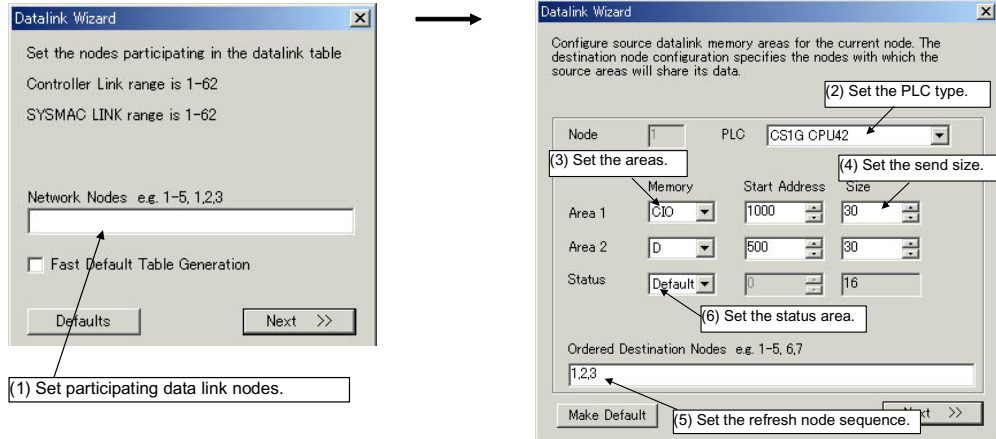 Datalink Wizard
Set the nodes participating in the datalink table
Controller Link range is 1-62
SYSMAC LINK range is 1-62
Network Nodes e.g. 1-5, 1,2,3
Fast Default Table Generation
Defaults
Next >>
(1) Set participating data link nodes.
Datalink Wizard
Configure source datalink memory areas for the current node. The
destination node configuration specifies the nodes with which the
source areas will share its data.
(2) Set the PLC type.
Node 1 PLC CS1G CPU42
(3) Set the areas.
(4) Set the send size.
Memory Start Address Size
Area 1 CIO 1000 30
Area 2 D 500 30
Status Default 0 16
(6) Set the status area.
Ordered Destination Nodes e.g. 1-5, 6,7
1,2,3
Make Default
(5) Set the refresh node sequence.
xt >>